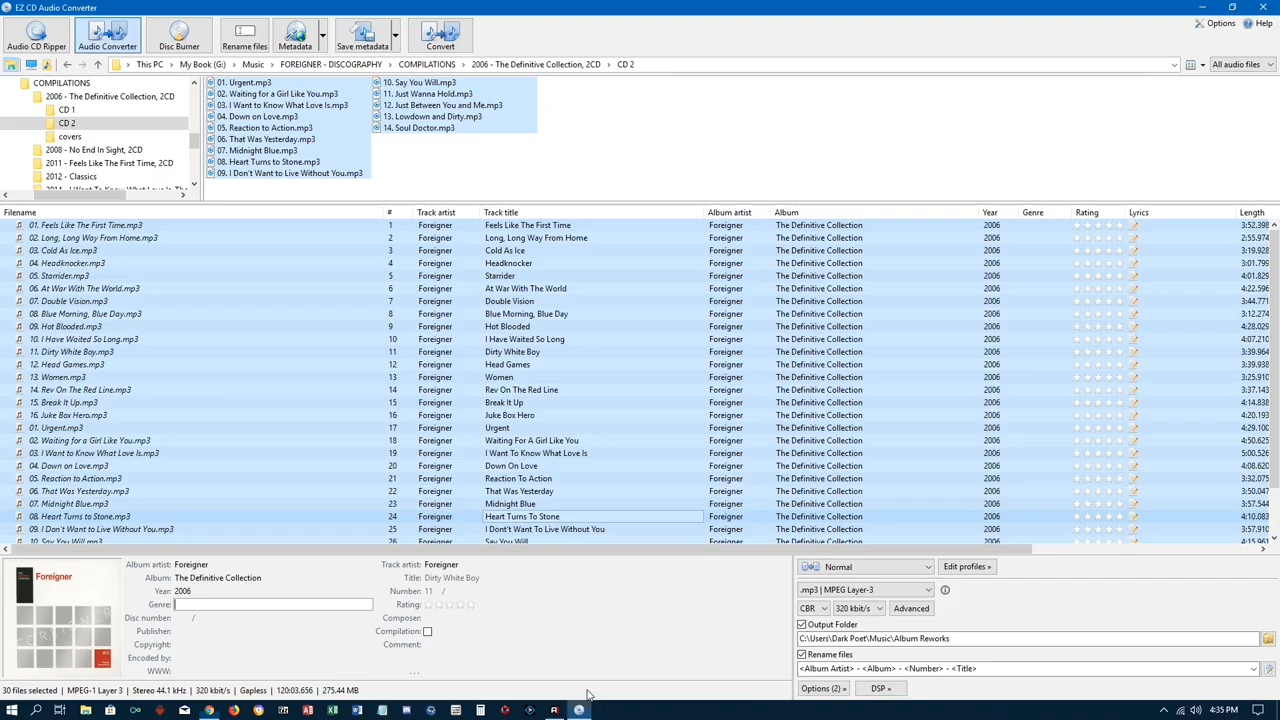 EZ CD Audio Converter
Audio CD Ripper
Audio Converter
Disc Burner
Rename files
Metadata
Save metadata
Convert
Options
Help
This PC › My Book (G:) › Music › FOREIGNER - DISCOGRAPHY › COMPILATIONS › 2006 - The Definitive Collection, 2CD › CD 2
All audio files
COMPILATIONS
2006 - The Definitive Collection, 2CD
CD 1
CD 2
covers
2008 - No End In Sight, 2CD
2011 - Feels Like The First Time, 2CD
2012 - Classics
2014 - I Want To Know What Love Is, The
01. Urgent.mp3
02. Waiting for a Girl Like You.mp3
03. I Want to Know What Love Is.mp3
04. Down on Love.mp3
05. Reaction to Action.mp3
06. That Was Yesterday.mp3
07. Midnight Blue.mp3
08. Heart Turns to Stone.mp3
09. I Don't Want to Live Without You.mp3
10. Say You Will.mp3
11. Just Wanna Hold.mp3
12. Just Between You and Me.mp3
13. Lowdown and Dirty.mp3
14. Soul Doctor.mp3
Filename # Track artist Track title Album artist Album Year Genre Rating Lyrics Length
01. Feels Like The First Time.mp3 1 Foreigner Feels Like The First Time Foreigner The Definitive Collection 2006 3:52.398
02. Long, Long Way From Home.mp3 2 Foreigner Long, Long Way From Home Foreigner The Definitive Collection 2006 2:55.974
03. Cold As Ice.mp3 3 Foreigner Cold As Ice Foreigner The Definitive Collection 2006 3:19.928
04. Headknocker.mp3 4 Foreigner Headknocker Foreigner The Definitive Collection 2006 3:01.799
05. Starrider.mp3 5 Foreigner Starrider Foreigner The Definitive Collection 2006 4:01.829
06. At War With The World.mp3 6 Foreigner At War With The World Foreigner The Definitive Collection 2006 4:22.596
07. Double Vision.mp3 7 Foreigner Double Vision Foreigner The Definitive Collection 2006 3:44.771
08. Blue Morning, Blue Day.mp3 8 Foreigner Blue Morning, Blue Day Foreigner The Definitive Collection 2006 3:12.274
09. Hot Blooded.mp3 9 Foreigner Hot Blooded Foreigner The Definitive Collection 2006 4:28.029
10. I Have Waited So Long.mp3 10 Foreigner I Have Waited So Long Foreigner The Definitive Collection 2006 4:07.210
11. Dirty White Boy.mp3 11 Foreigner Dirty White Boy Foreigner The Definitive Collection 2006 3:39.964
12. Head Games.mp3 12 Foreigner Head Games Foreigner The Definitive Collection 2006 3:39.938
13. Women.mp3 13 Foreigner Women Foreigner The Definitive Collection 2006 3:25.910
14. Rev On The Red Line.mp3 14 Foreigner Rev On The Red Line Foreigner The Definitive Collection 2006 3:37.143
15. Break It Up.mp3 15 Foreigner Break It Up Foreigner The Definitive Collection 2006 4:14.838
16. Juke Box Hero.mp3 16 Foreigner Juke Box Hero Foreigner The Definitive Collection 2006 4:20.193
01. Urgent.mp3 17 Foreigner Urgent Foreigner The Definitive Collection 2006 4:29.100
02. Waiting for a Girl Like You.mp3 18 Foreigner Waiting For A Girl Like You Foreigner The Definitive Collection 2006 4:50.625
03. I Want to Know What Love Is.mp3 19 Foreigner I Want To Know What Love Is Foreigner The Definitive Collection 2006 5:00.526
04. Down on Love.mp3 20 Foreigner Down On Love Foreigner The Definitive Collection 2006 4:08.620
05. Reaction to Action.mp3 21 Foreigner Reaction To Action Foreigner The Definitive Collection 2006 3:32.075
06. That Was Yesterday.mp3 22 Foreigner That Was Yesterday Foreigner The Definitive Collection 2006 3:50.047
07. Midnight Blue.mp3 23 Foreigner Midnight Blue Foreigner The Definitive Collection 2006 3:57.544
08. Heart Turns to Stone.mp3 24 Foreigner Heart Turns To Stone Foreigner The Definitive Collection 2006 4:10.083
09. I Don't Want to Live Without You.mp3 25 Foreigner I Dont't Want To Live Without You Foreigner The Definitive Collection 2006 3:54.273
10. Say You Will.mp3 26 Foreigner Say You Will Foreigner The Definitive Collection 2006 4:15.961
Foreigner
Album artist: Foreigner
Album: The Definitive Collection
Year: 2006
Genre:
Disc number: /
Publisher:
Copyright:
Encoded by:
WWW:
Track artist: Foreigner
Title: Dirty White Boy
Number: 11 /
Rating:
Composer:
Compilation:
Comment:
...
Normal
Edit profiles »
.mp3 | MPEG Layer-3
CBR 320 kbit/s Advanced
Output Folder
C:\Users\Dark Poet\Music\Album Reworks
Rename files
<Album Artist> - <Album> - <Number> - <Title>
Options (2) » DSP »
30 files selected MPEG-1 Layer 3 Stereo 44.1 kHz 320 kbit/s Gapless 120:03.656 275.44 MB
4:35 PM